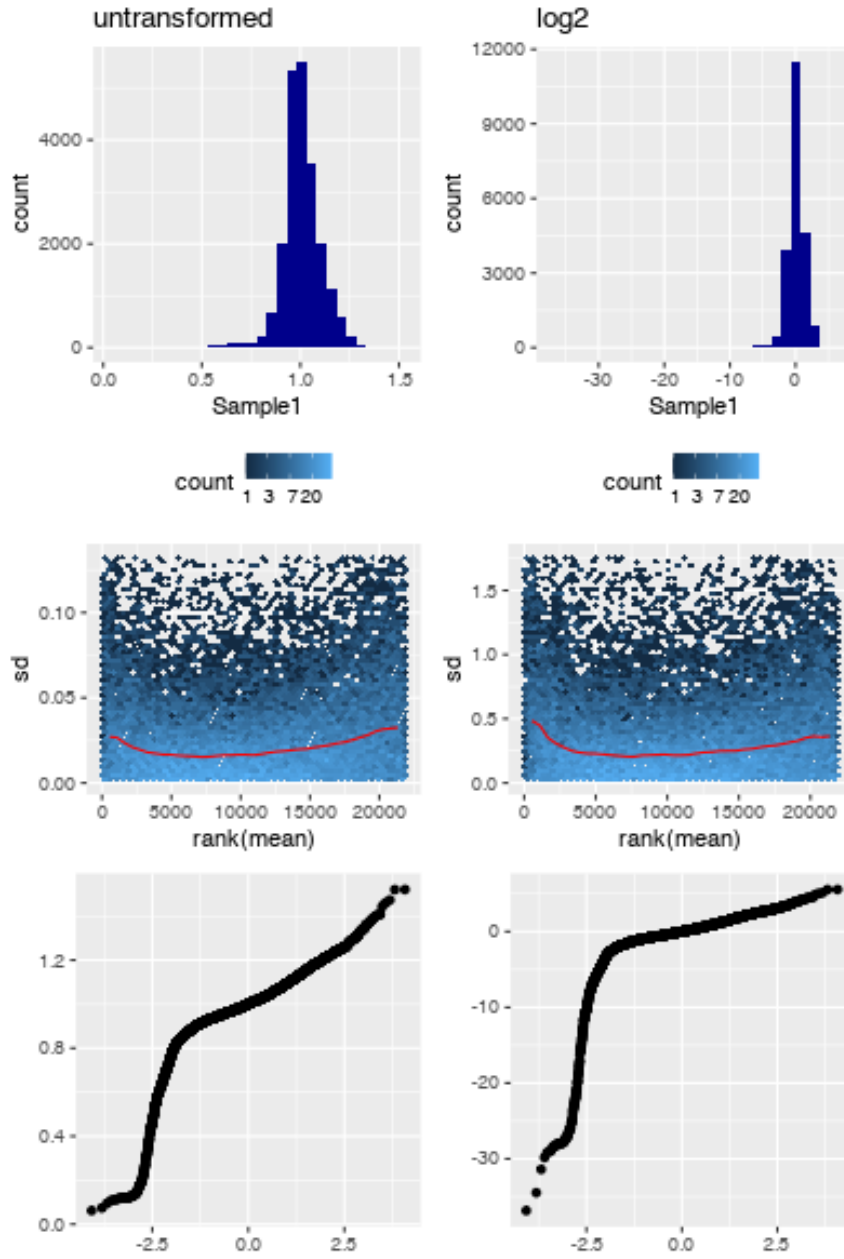 untransformed log2
12000
4000 9000
count count
2000 6000
3000
0 0
0.0 0.5 1.0 1.5 -30 -20 -10 0
Sample1 Sample1
count count
1 3 7 20 1 3 7 20
0.10 1.5
sd sd
1.0
0.05 0.5
0.00 0.0
0 5000 10000 15000 20000 0 5000 10000 15000 20000
rank(mean) rank(mean)
1.2 0
0.8 -10
-20
0.4 -30
0.0
-2.5 0.0 2.5 -2.5 0.0 2.5